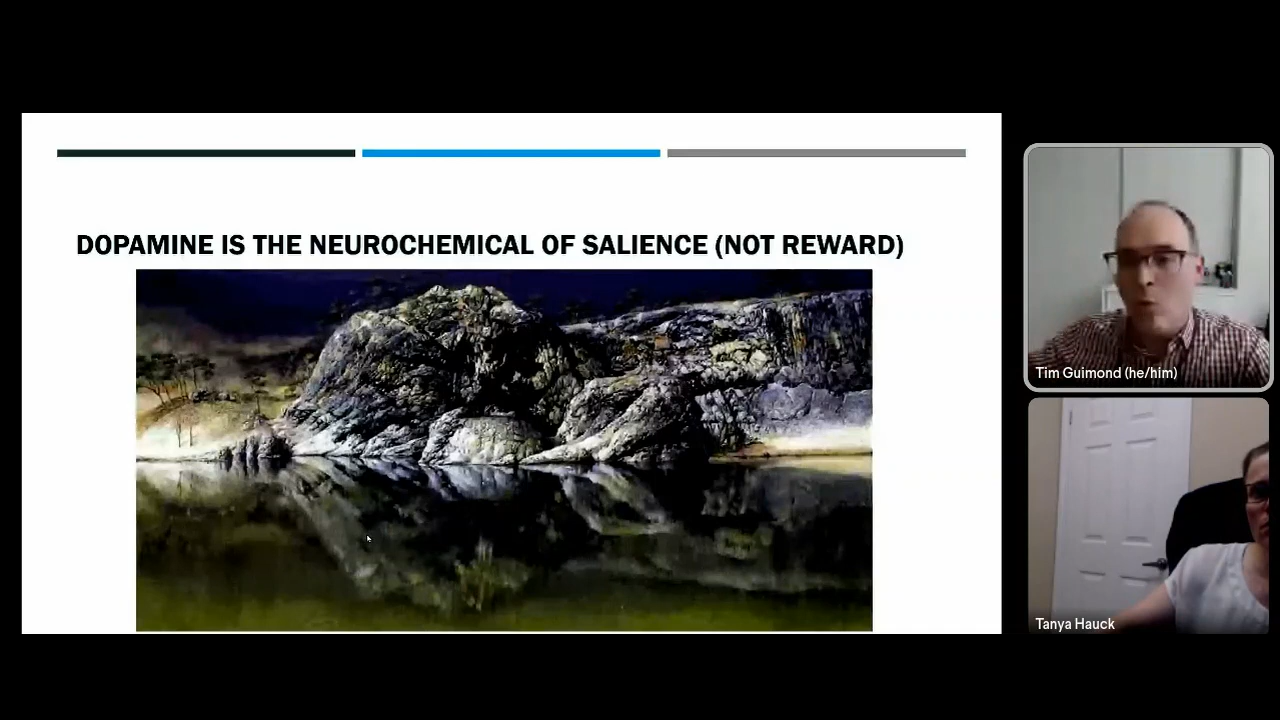 DOPAMINE IS THE NEUROCHEMICAL OF SALIENCE (NOT REWARD)
Tim Guimond (he/him)
Tanya Hauck